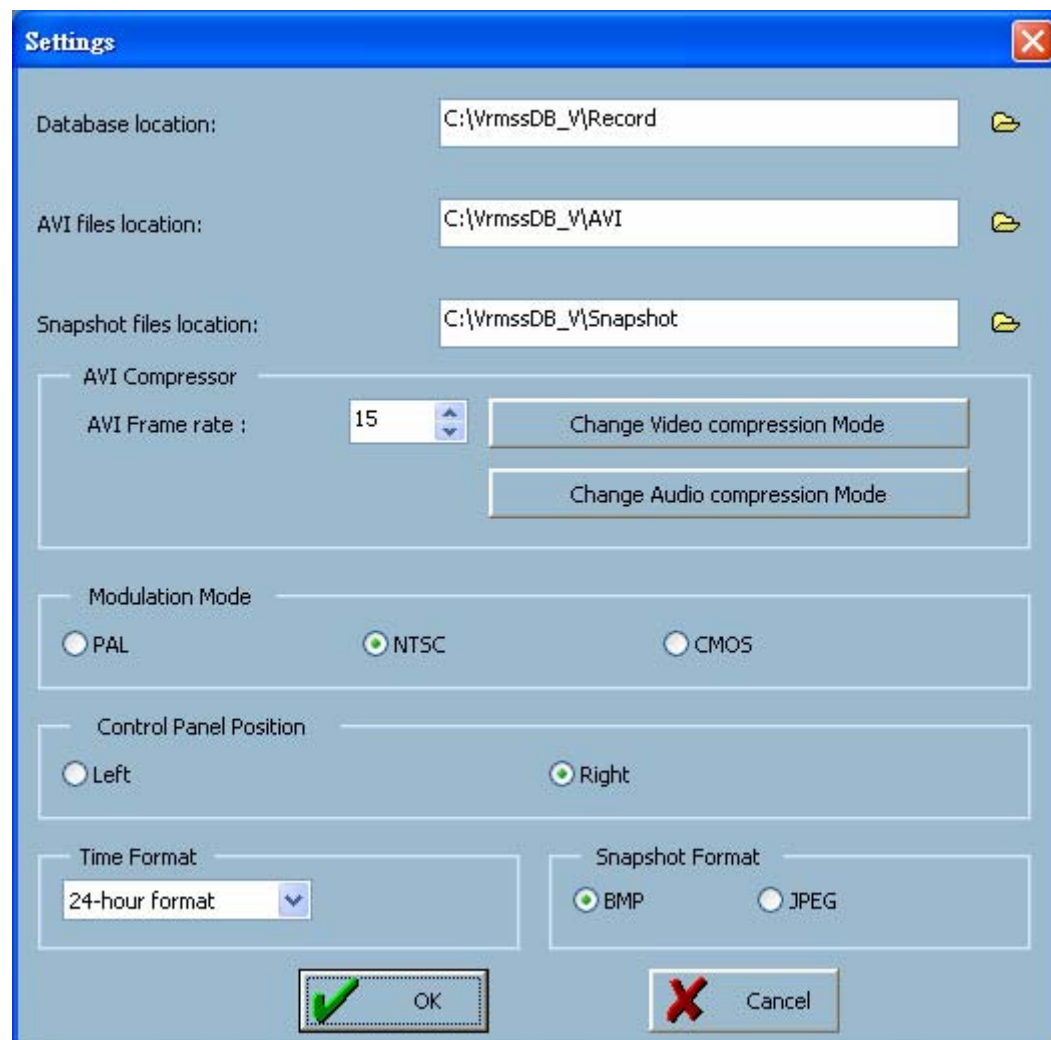 Settings
Database location: C:\VrmssDB_V\Record
AVI files location: C:\VrmssDB_V\AVI
Snapshot files location: C:\VrmssDB_V\Snapshot
AVI Compressor
AVI Frame rate : 15 Change Video compression Mode
Change Audio compression Mode
Modulation Mode
PAL NTSC CMOS
Control Panel Position
Left Right
Time Format Snapshot Format
24-hour format BMP JPEG
OK Cancel